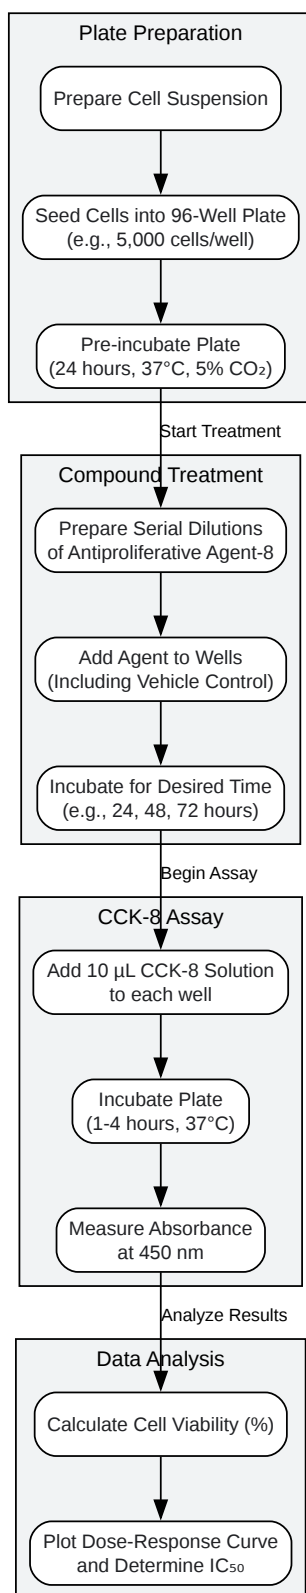 Plate Preparation
Prepare Cell Suspension
Seed Cells into 96-Well Plate
(e.g., 5,000 cells/well)
Pre-incubate Plate
(24 hours, 37°C, 5% CO₂)
Start Treatment
Compound Treatment
Prepare Serial Dilutions
of Antiproliferative Agent-8
Add Agent to Wells
(Including Vehicle Control)
Incubate for Desired Time
(e.g., 24, 48, 72 hours)
Begin Assay
CCK-8 Assay
Add 10 µL CCK-8 Solution
to each well
Incubate Plate
(1-4 hours, 37°C)
Measure Absorbance
at 450 nm
Analyze Results
Data Analysis
Calculate Cell Viability (%)
Plot Dose-Response Curve
and Determine IC₅₀